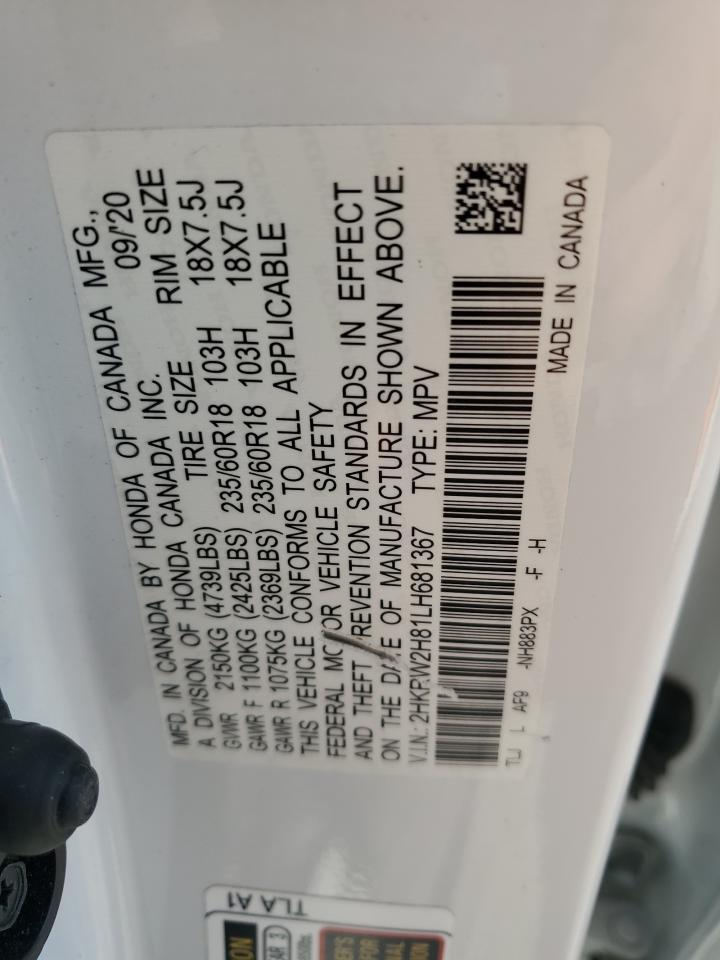 MFD. IN CANADA BY HONDA OF CANADA MFG.,
A DIVISION OF HONDA CANADA INC. 09/'20
TIRE SIZE RIM SIZE
GVWR 2150KG (4739LBS)
GAWR F 1100KG (2425LBS) 235/60R18 103H 18X7.5J
GAWR R 1075KG (2369LBS) 235/60R18 103H 18X7.5J
THIS VEHICLE CONFORMS TO ALL APPLICABLE
FEDERAL MOTOR VEHICLE SAFETY
AND THEFT PREVENTION STANDARDS IN EFFECT
ON THE DATE OF MANUFACTURE SHOWN ABOVE.
V.I.N.: 2HKRW2H81LH681367 TYPE: MPV
TLJ L AF9 -NH883PX -F -H
MADE IN CANADA
TLA A1